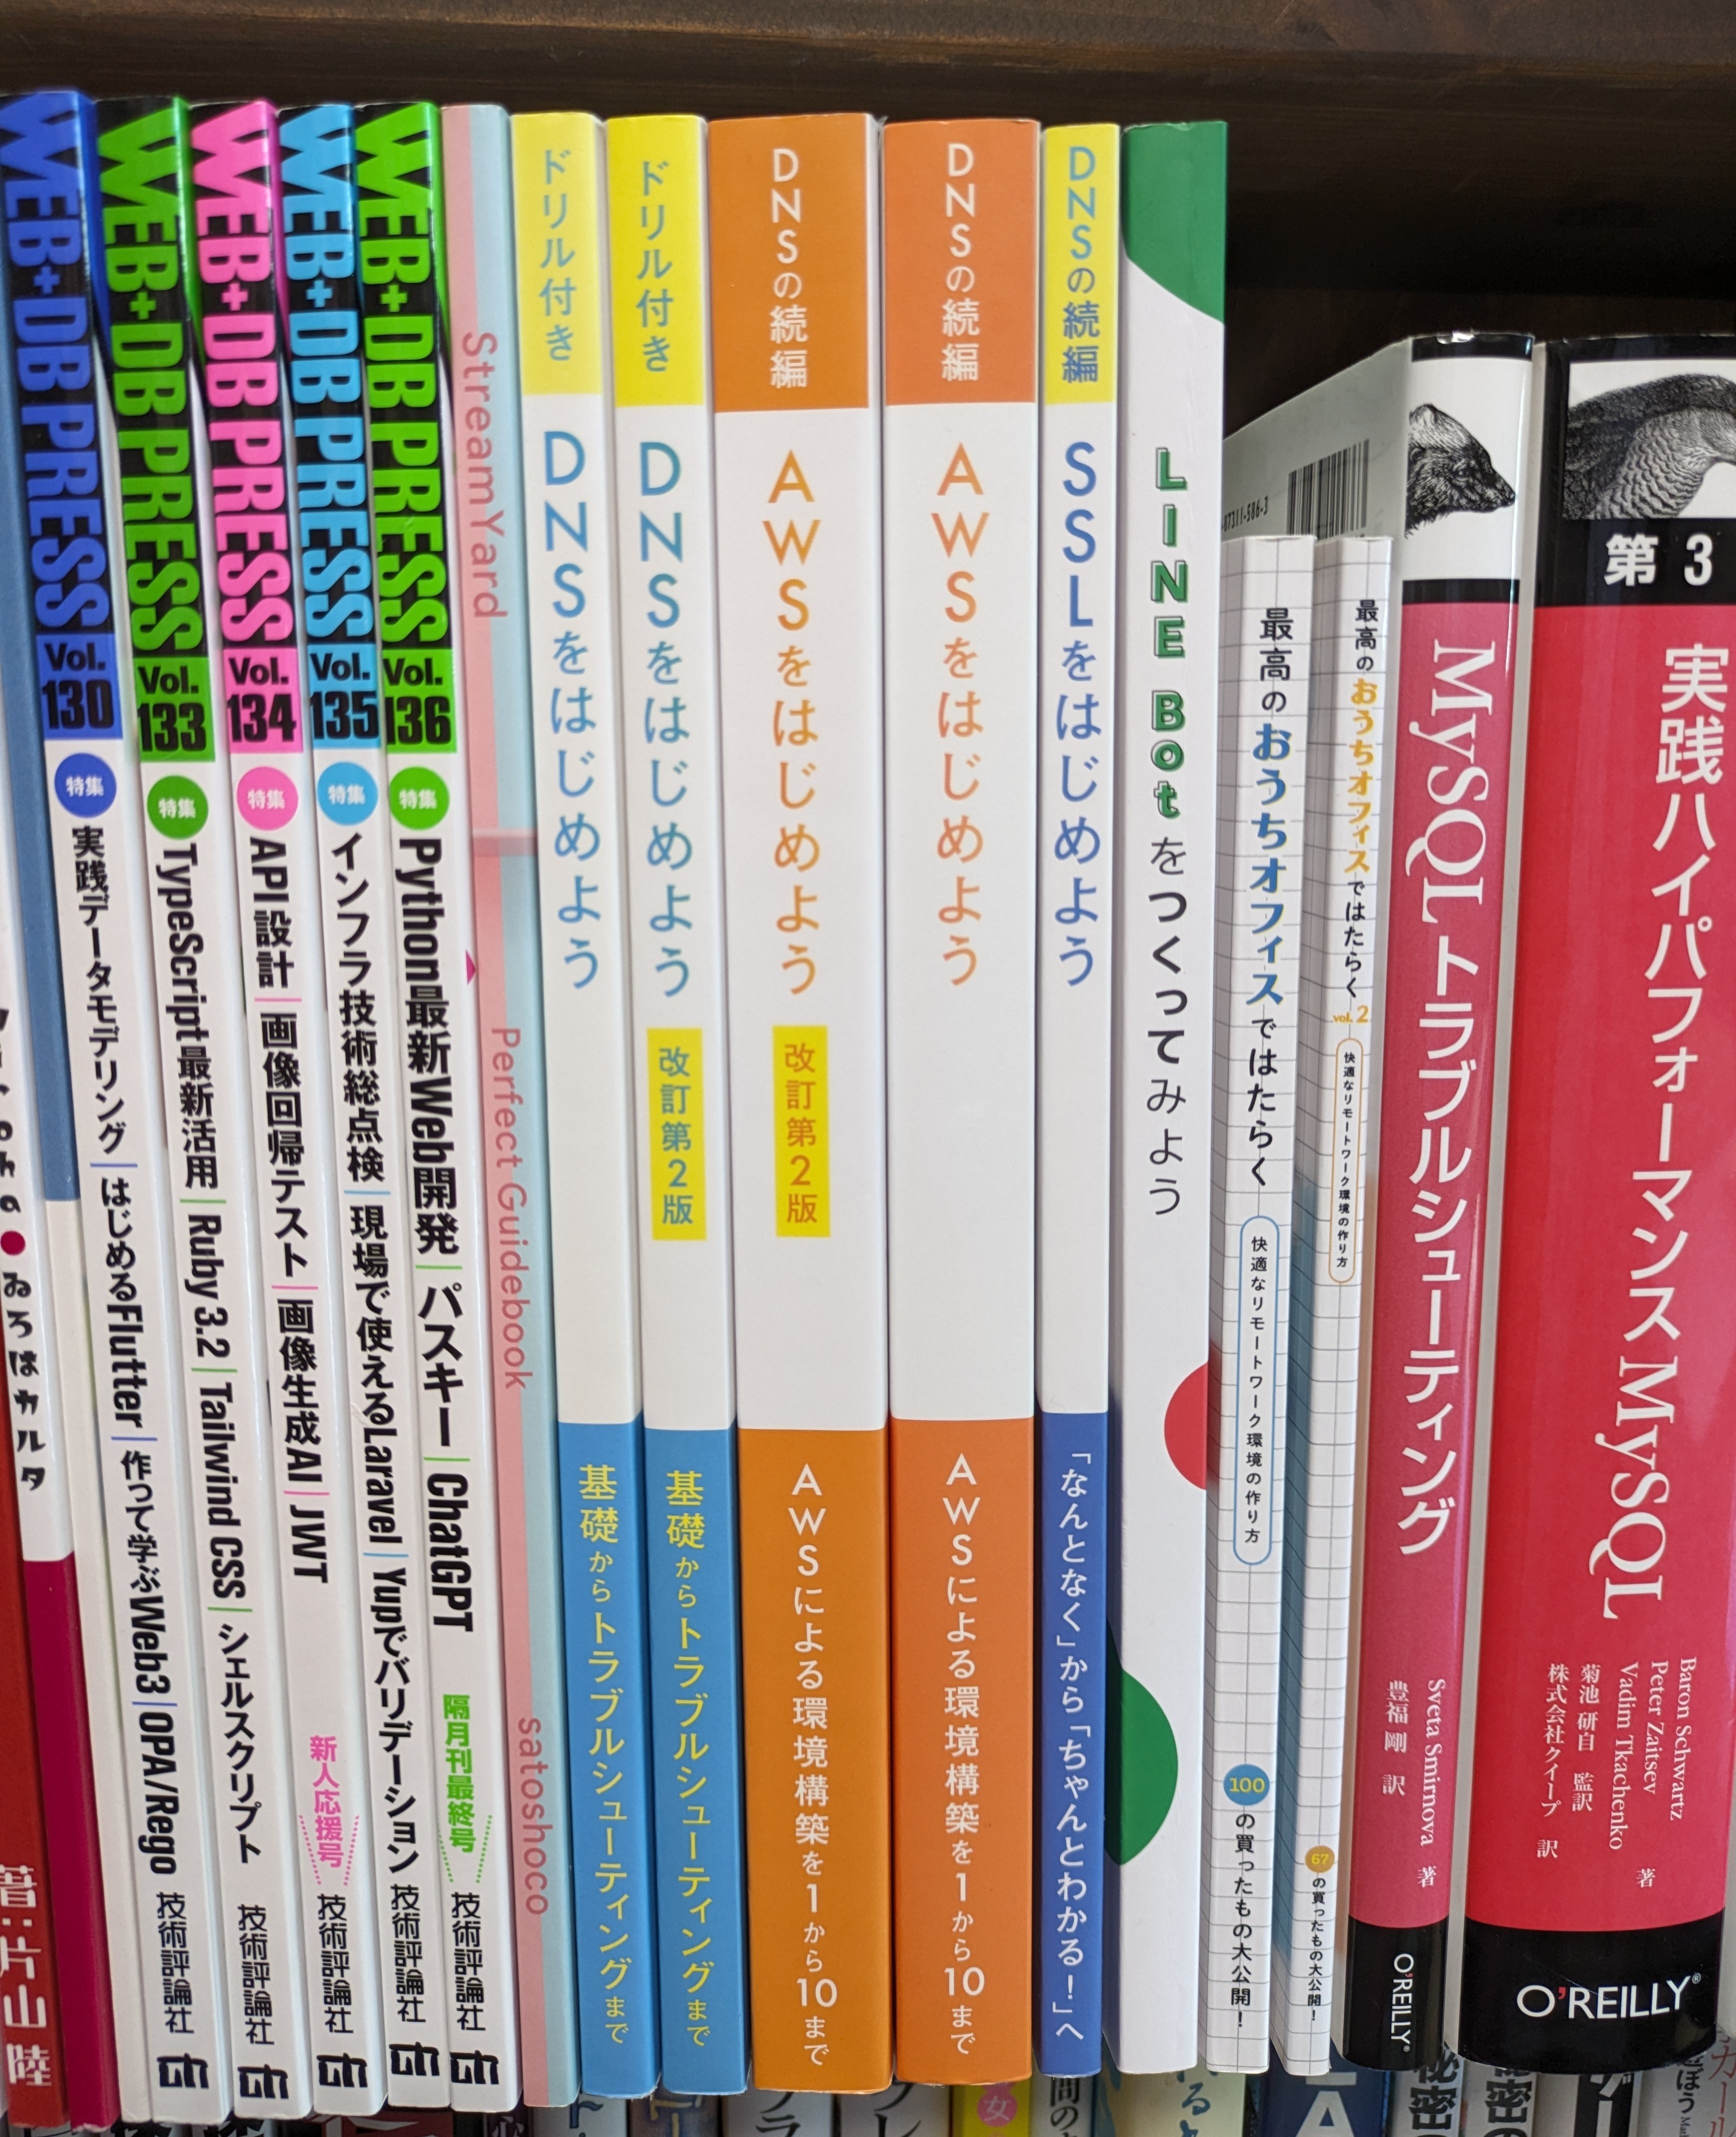 ゐろはカルタ
著:片山 陸
WEB+DB PRESS
Vol.
130
特集
実践データモデリング
はじめるFlutter
作って学ぶWeb3
OPA/Rego
WEB+DB PRESS
Vol.
133
特集
TypeScript最新活用
Ruby 3.2
Tailwind CSS
シェルスクリプト
技術評論社
WEB+DB PRESS
Vol.
134
特集
API設計
画像回帰テスト
画像生成AI
JWT
新人応援号
技術評論社
WEB+DB PRESS
Vol.
135
特集
インフラ技術総点検
現場で使えるLaravel
Yupでバリデーション
技術評論社
WEB+DB PRESS
Vol.
136
特集
Python最新Web開発
パスキー
ChatGPT
隔月刊最終号
技術評論社
技術評論社
StreamYard
Perfect Guidebook
satoshoco
ドリル付き
DNSをはじめよう
基礎からトラブルシューティングまで
ドリル付き
DNSをはじめよう
改訂第2版
基礎からトラブルシューティングまで
DNSの続編
AWSをはじめよう
改訂第2版
AWSによる環境構築を1から10まで
DNSの続編
AWSをはじめよう
AWSによる環境構築を1から10まで
DNSの続編
SSLをはじめよう
「なんとなく」から「ちゃんとわかる!」へ
LINE Botをつくってみよう
最高のおうちオフィスではたらく
快適なリモートワーク環境の作り方
100の買ったもの大公開!
最高のおうちオフィスではたらく
vol.2
快適なリモートワーク環境の作り方
67の買ったもの大公開!
87311-586-3
MySQLトラブルシューティング
Sveta Smirnova 著
豊福 剛 訳
O'REILLY®
第3
実践ハイパフォーマンスMySQL
Baron Schwartz
Peter Zaitsev
Vadim Tkachenko 著
菊池 研自 監訳
株式会社クイープ 訳
O'REILLY®